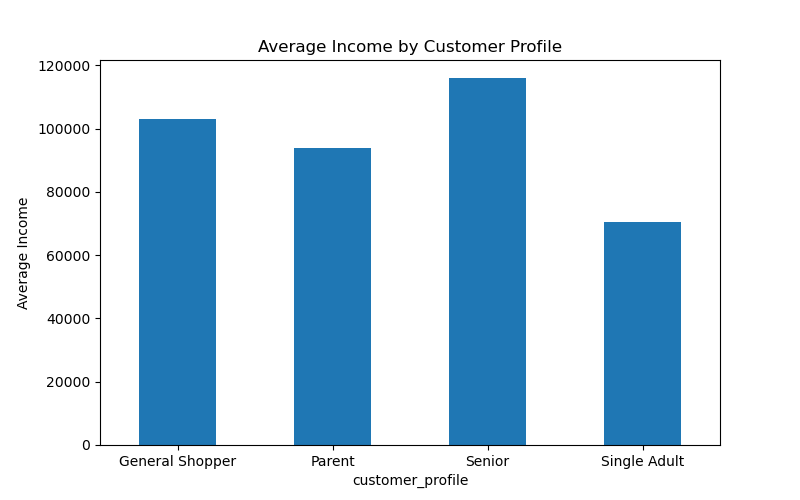 Average Income by Customer Profile
Average Income
120000
100000
80000
60000
40000
20000
0
General Shopper Parent Senior Single Adult
customer_profile